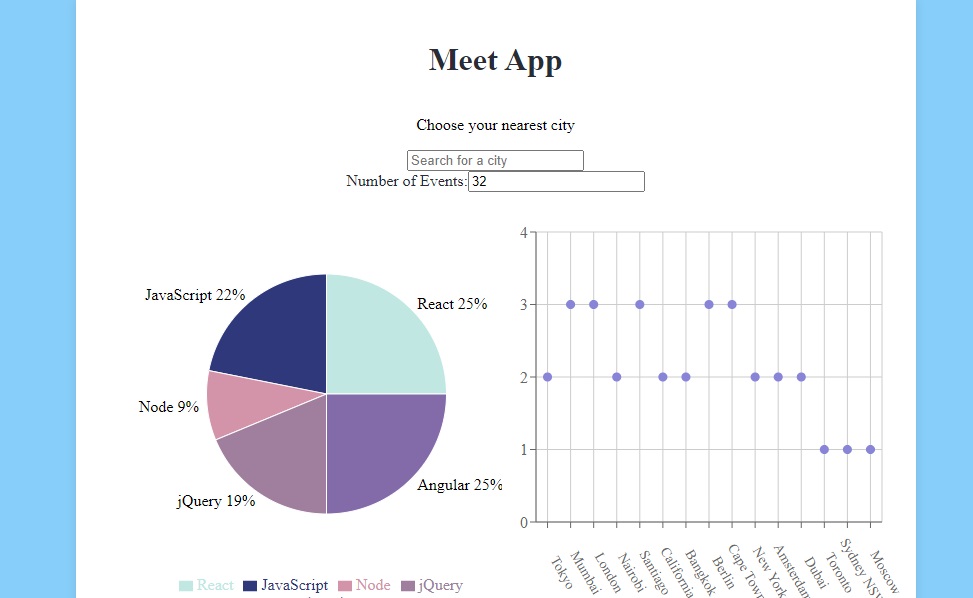 Meet App
Choose your nearest city
Search for a city
Number of Events: 32
4
3
2
1
0
JavaScript 22%
React 25%
Node 9%
jQuery 19%
Angular 25%
Tokyo
Mumbai
London
Nairobi
Santiago
California
Bangkok
Berlin
Cape Town
New York
Amsterdam
Dubai
Toronto
Sydney NSW
Moscow
React JavaScript Node jQuery